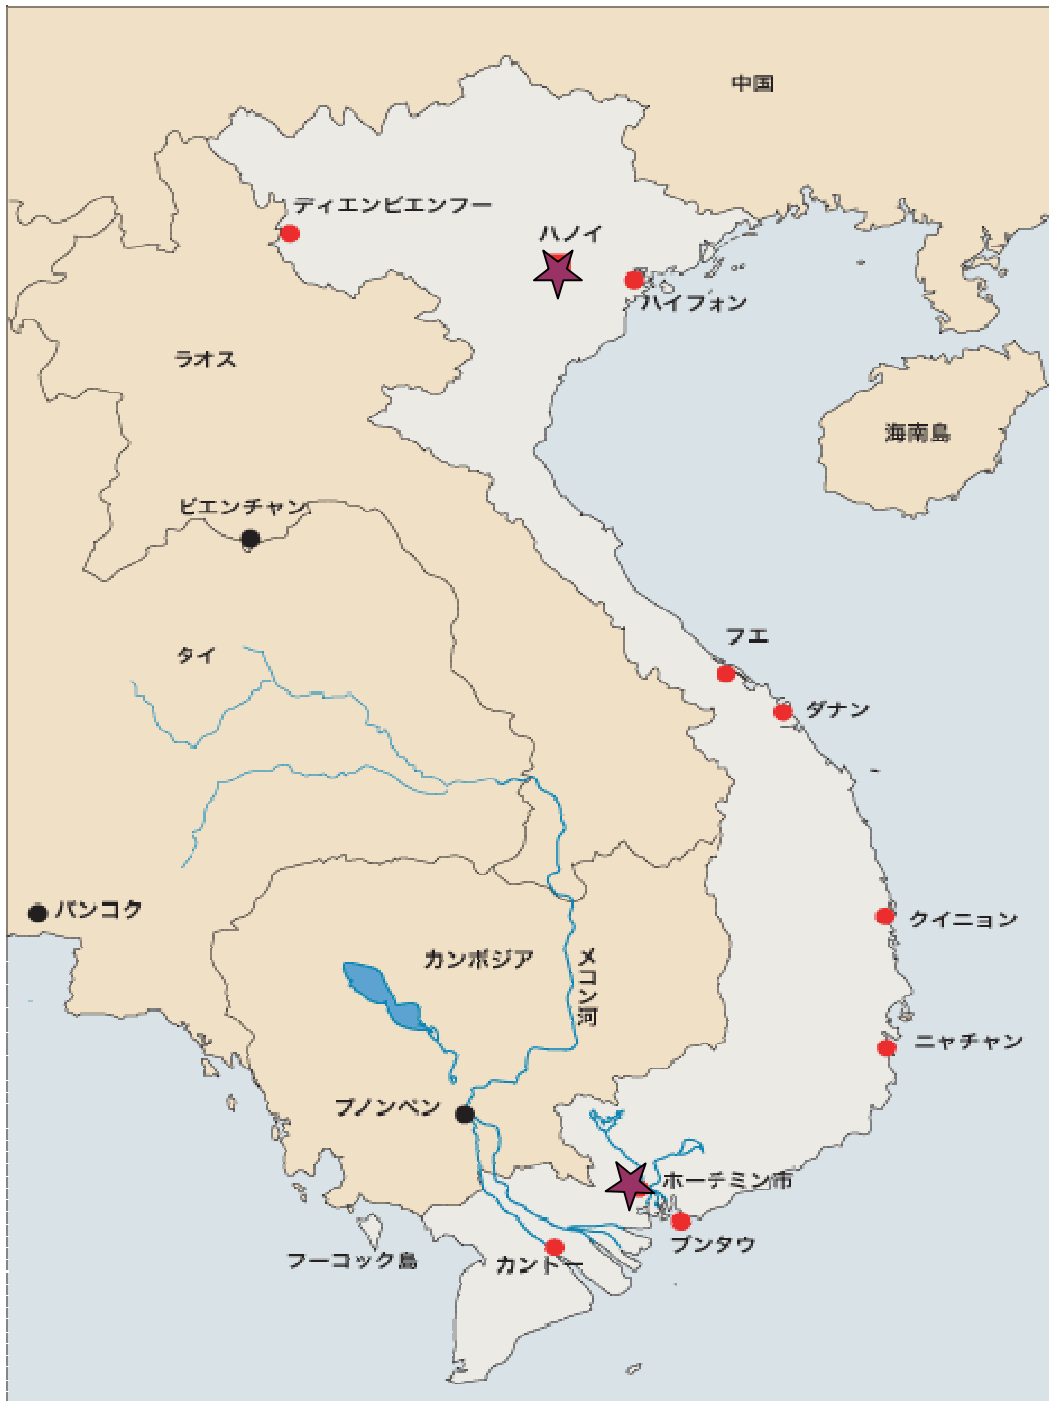 中国
ディエンビエンフー
ハノイ
ハイフォン
ラオス
海南島
ビエンチャン
フエ
タイ
ダナン
バンコク
クイニョン
カンボジア
メコン河
ニャチャン
プノンペン
ホーチミン市
ブンタウ
フーコック島
カントー